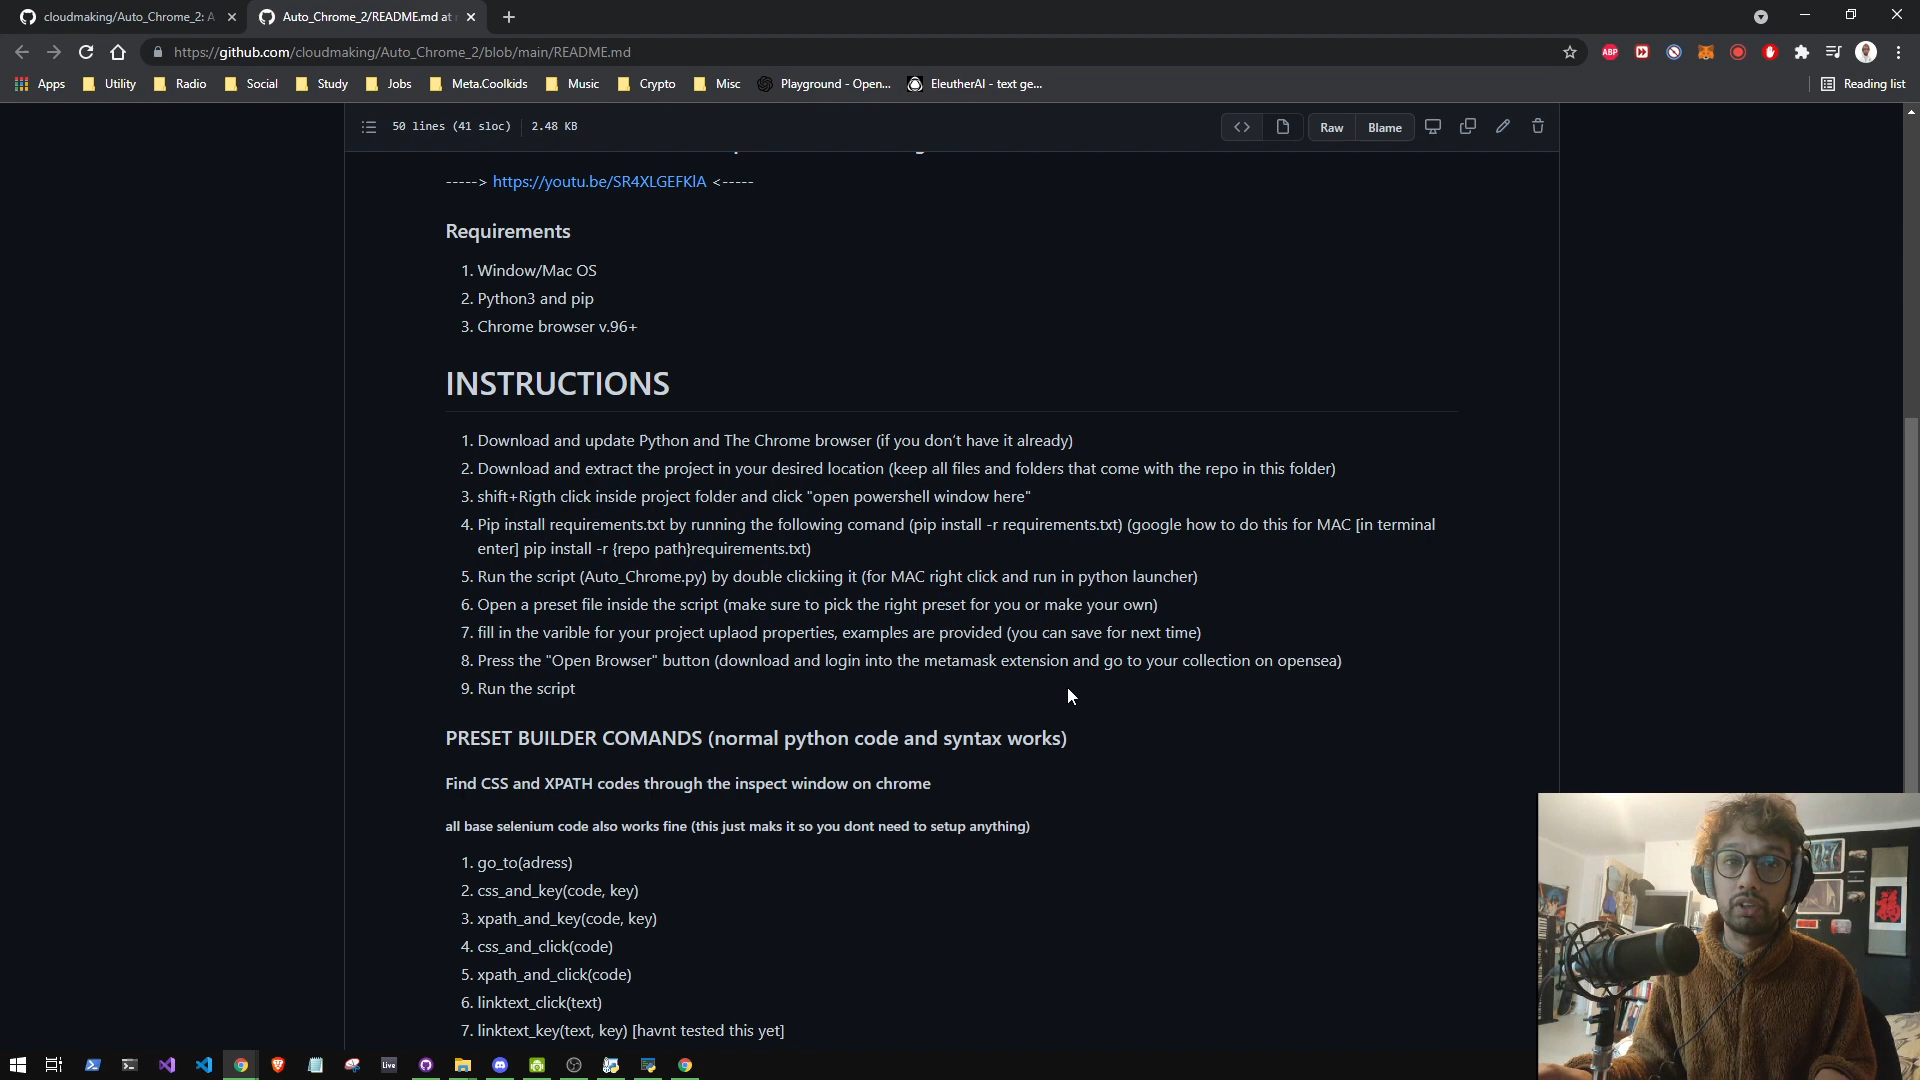 cloudmaking/Auto_Chrome_2: A
Auto_Chrome_2/README.md at
https://github.com/cloudmaking/Auto_Chrome_2/blob/main/README.md
ABP
Apps
Utility
Radio
Social
Study
Jobs
Meta.Coolkids
Music
Crypto
Misc
Playground - Open...
EleutherAI - text ge...
Reading list
50 lines (41 sloc)
2.48 KB
Raw
Blame
-----> https://youtu.be/SR4XLGEFKlA <-----
Requirements
1. Window/Mac OS
2. Python3 and pip
3. Chrome browser v.96+
INSTRUCTIONS
1. Download and update Python and The Chrome browser (if you don't have it already)
2. Download and extract the project in your desired location (keep all files and folders that come with the repo in this folder)
3. shift+Rigth click inside project folder and click "open powershell window here"
4. Pip install requirements.txt by running the following comand (pip install -r requirements.txt) (google how to do this for MAC [in terminal
enter] pip install -r {repo path}requirements.txt)
5. Run the script (Auto_Chrome.py) by double clickiing it (for MAC right click and run in python launcher)
6. Open a preset file inside the script (make sure to pick the right preset for you or make your own)
7. fill in the varible for your project uplaod properties, examples are provided (you can save for next time)
8. Press the "Open Browser" button (download and login into the metamask extension and go to your collection on opensea)
9. Run the script
PRESET BUILDER COMANDS (normal python code and syntax works)
Find CSS and XPATH codes through the inspect window on chrome
all base selenium code also works fine (this just maks it so you dont need to setup anything)
1. go_to(adress)
2. css_and_key(code, key)
3. xpath_and_key(code, key)
4. css_and_click(code)
5. xpath_and_click(code)
6. linktext_click(text)
7. linktext_key(text, key) [havnt tested this yet]
Live
福